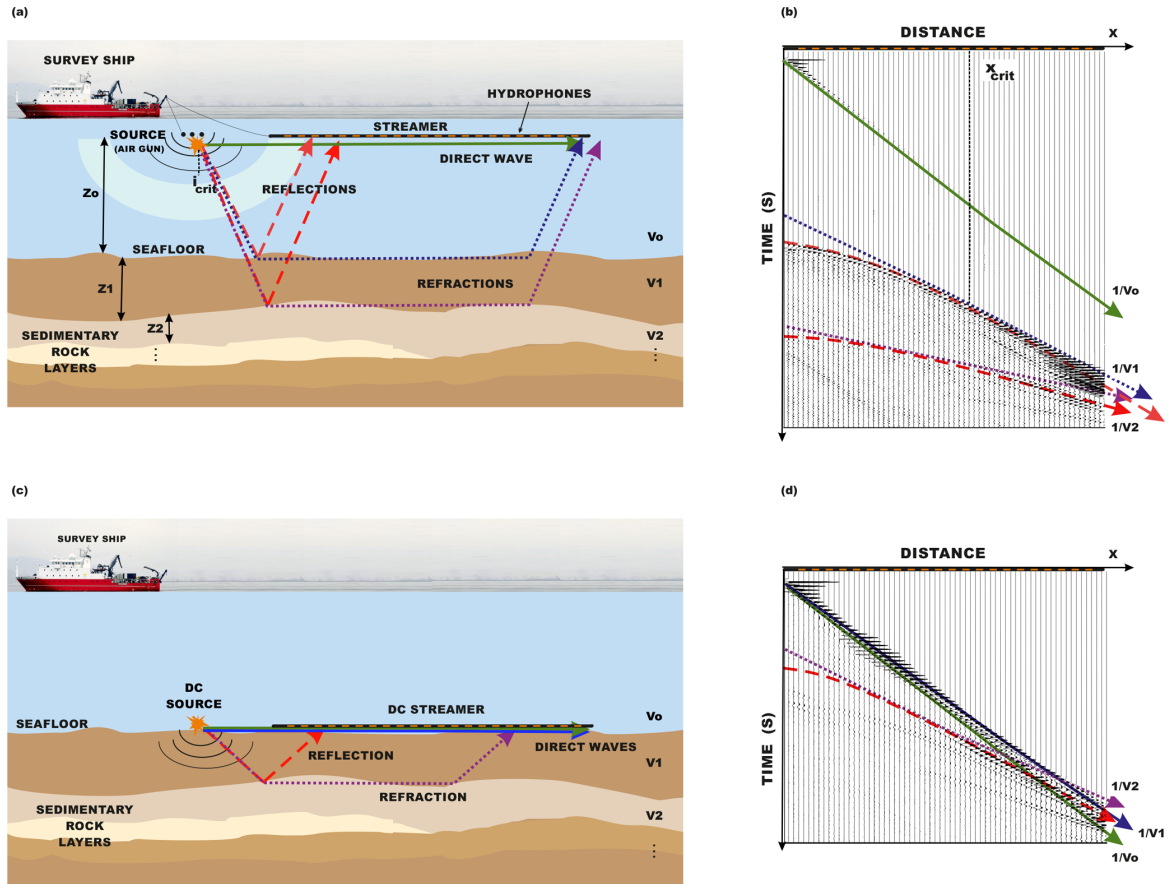 (a)
SURVEY SHIP
HYDROPHONES
STREAMER
SOURCE
(AIR GUN)
DIRECT WAVE
i crit
REFLECTIONS
Zo
SEAFLOOR
Vo
REFRACTIONS
V1
Z1
Z2
V2
SEDIMENTARY
ROCK
LAYERS
(b)
DISTANCE
x
x crit
TIME (S)
1/Vo
1/V1
1/V2
(c)
SURVEY SHIP
DC
SOURCE
DC STREAMER
SEAFLOOR
Vo
DIRECT WAVES
REFLECTION
V1
REFRACTION
SEDIMENTARY
ROCK
LAYERS
V2
(d)
DISTANCE
x
TIME (S)
1/V2
1/V1
1/Vo